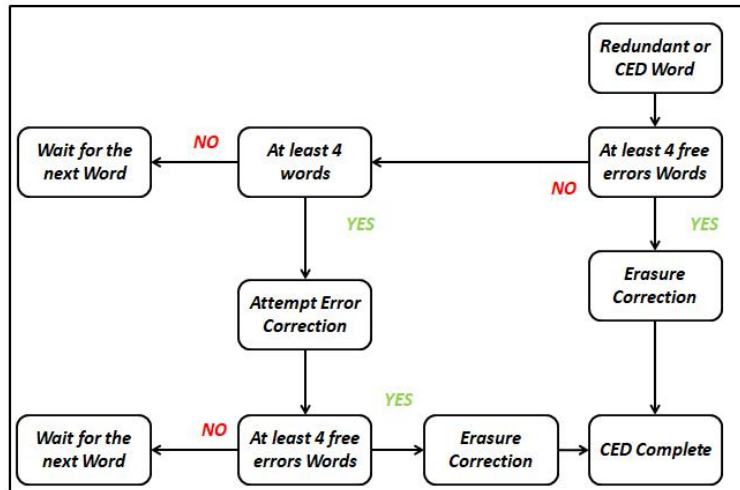 Redundant or
CED Word
Wait for the
next Word
NO
At least 4
words
NO
At least 4 free
errors Words
YES
YES
Attempt Error
Correction
Erasure
Correction
Wait for the
next Word
NO
At least 4 free
errors Words
YES
Erasure
Correction
CED Complete